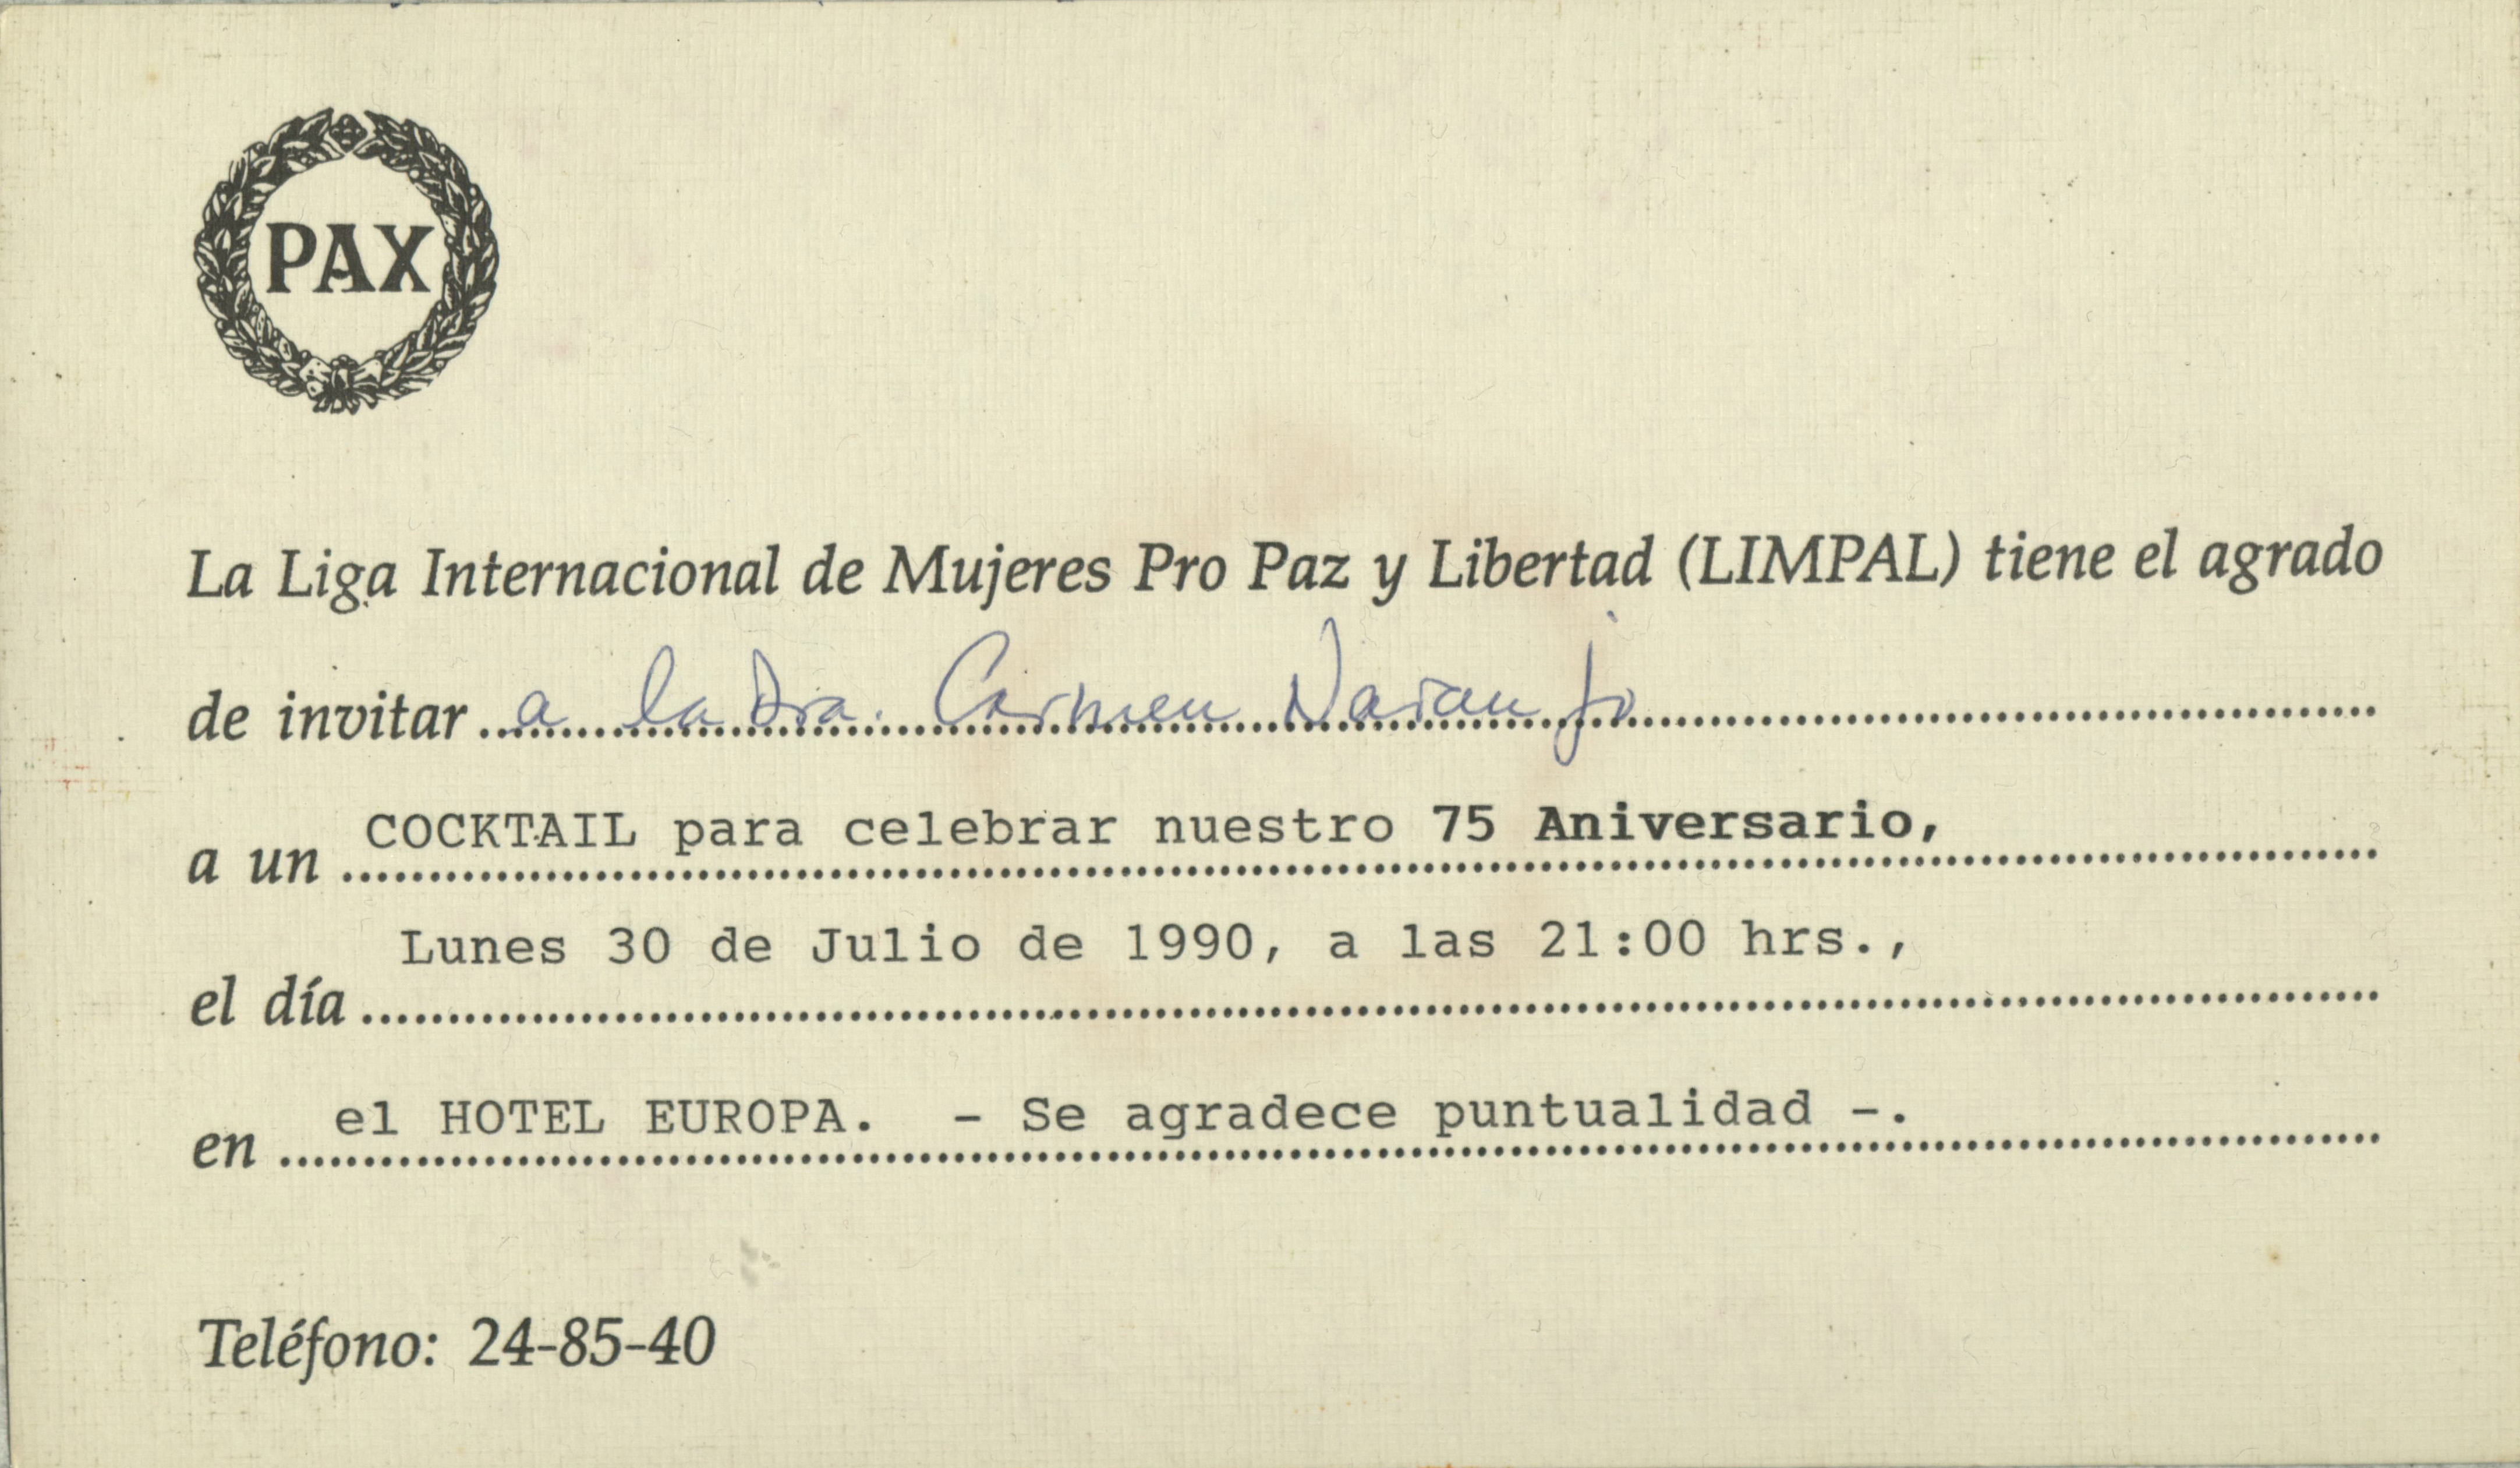 PAX
La Liga Internacional de Mujeres Pro Paz y Libertad (LIMPAL) tiene el agrado
de invitar a la Dra. Carmen Naranjo
a un COCKTAIL para celebrar nuestro 75 Aniversario,
el día Lunes 30 de Julio de 1990, a las 21:00 hrs.,
en el HOTEL EUROPA. - Se agradece puntualidad -.
Teléfono: 24-85-40